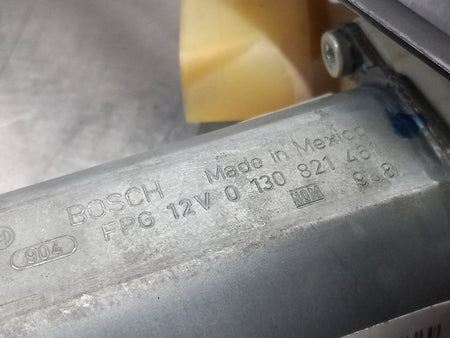 BOSCH Made in Mexico
904 FPG 12V 0 130 821 461